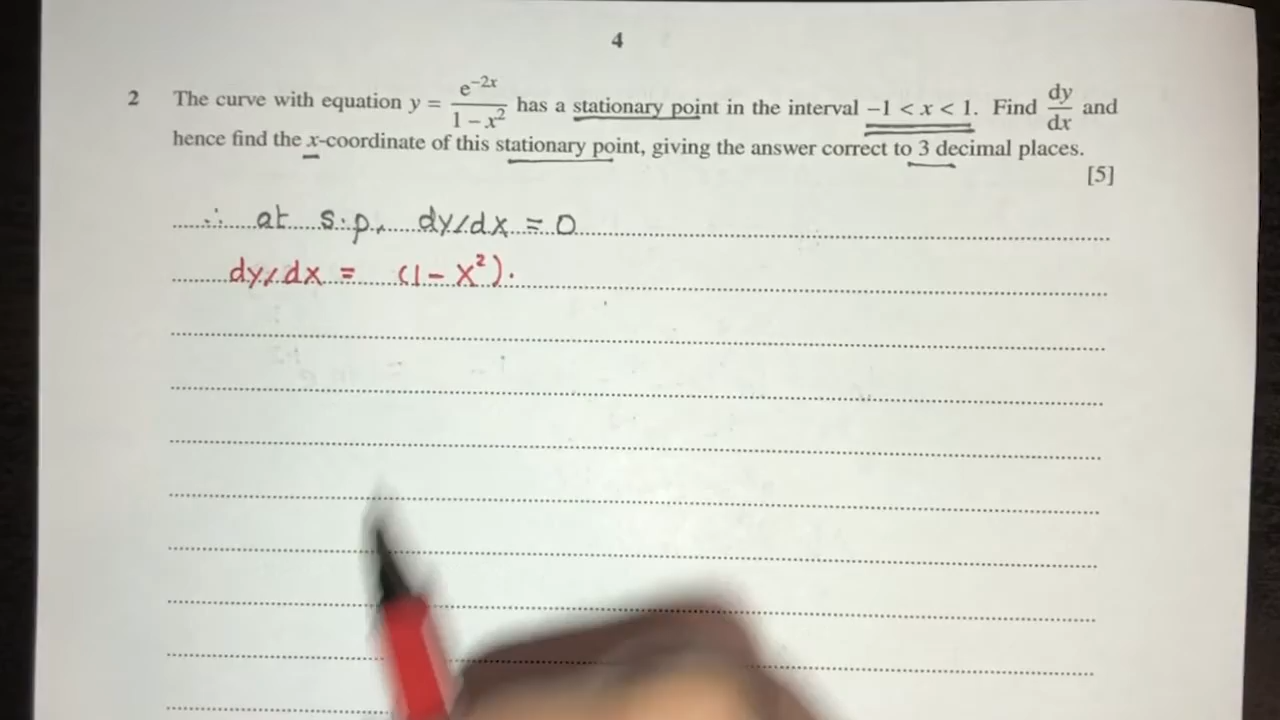 4
2 The curve with equation y = e^{-2x}/(1 − x²) has a stationary point in the interval −1 < x < 1. Find dy/dx and
hence find the x-coordinate of this stationary point, giving the answer correct to 3 decimal places.
[5]
∴ at s.p, dy/dx = 0
dy/dx = (1 − x²).